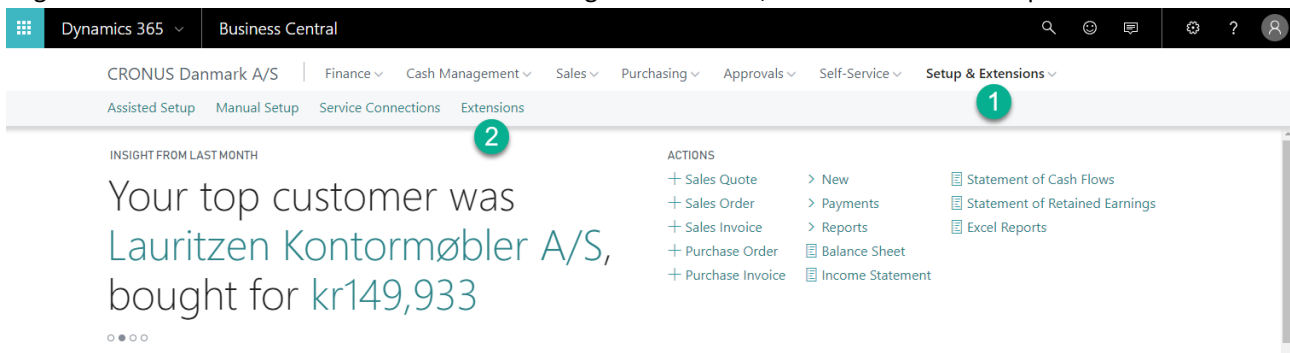 Dynamics 365 Business Central ?
CRONUS Danmark A/S Finance Cash Management Sales Purchasing Approvals Self-Service Setup & Extensions
1
Assisted Setup Manual Setup Service Connections Extensions
2
INSIGHT FROM LAST MONTH
Your top customer was
Lauritzen Kontormøbler A/S,
bought for kr149,933
ACTIONS
+ Sales Quote > New Statement of Cash Flows
+ Sales Order > Payments Statement of Retained Earnings
+ Sales Invoice > Reports Excel Reports
+ Purchase Order Balance Sheet
+ Purchase Invoice Income Statement